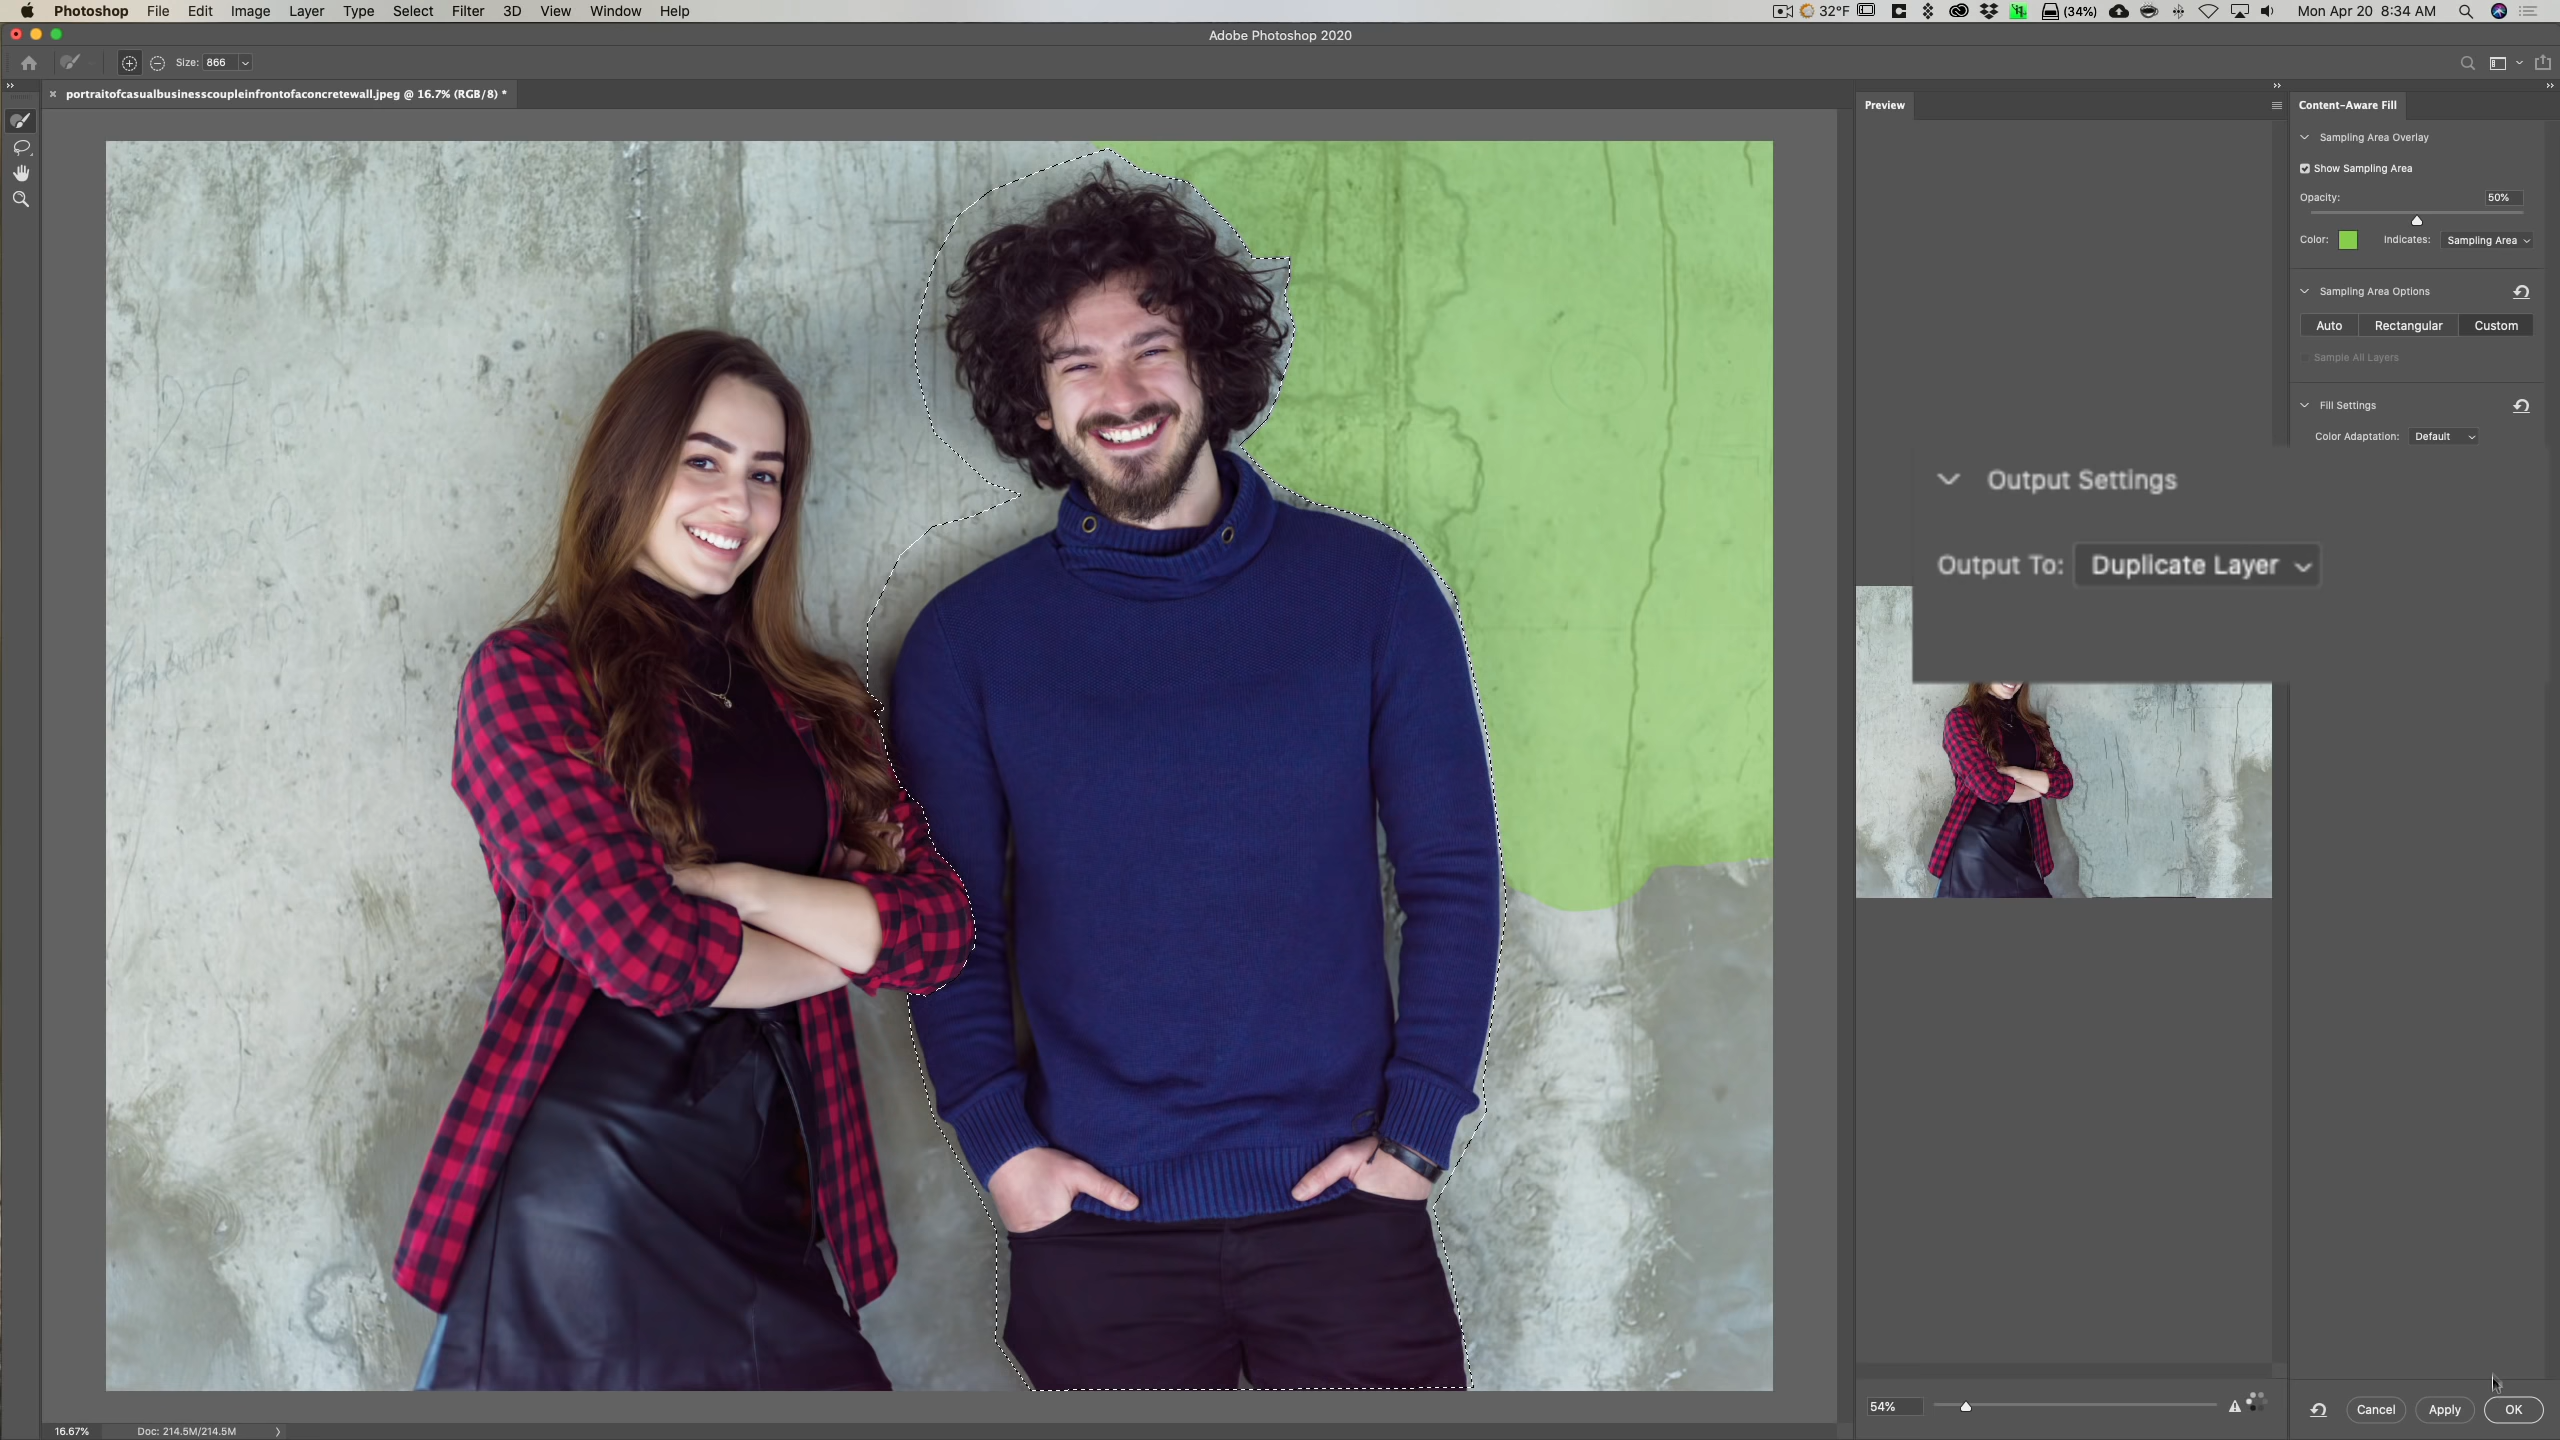 Photoshop File Edit Image Layer Type Select Filter 3D View Window Help 32°F (34%) Mon Apr 20 8:34 AM
Adobe Photoshop 2020
Size: 866
portraitofcasualbusinesscoupleinfrontofaconcretewall.jpeg @ 16.7% (RGB/8) *
Preview
Content-Aware Fill
Sampling Area Overlay
Show Sampling Area
Opacity: 50%
Color: Indicates: Sampling Area
Sampling Area Options
Auto Rectangular Custom
Sample All Layers
Fill Settings
Color Adaptation: Default
Output Settings
Output To: Duplicate Layer
54%
Cancel Apply OK
16.67% Doc: 214.5M/214.5M